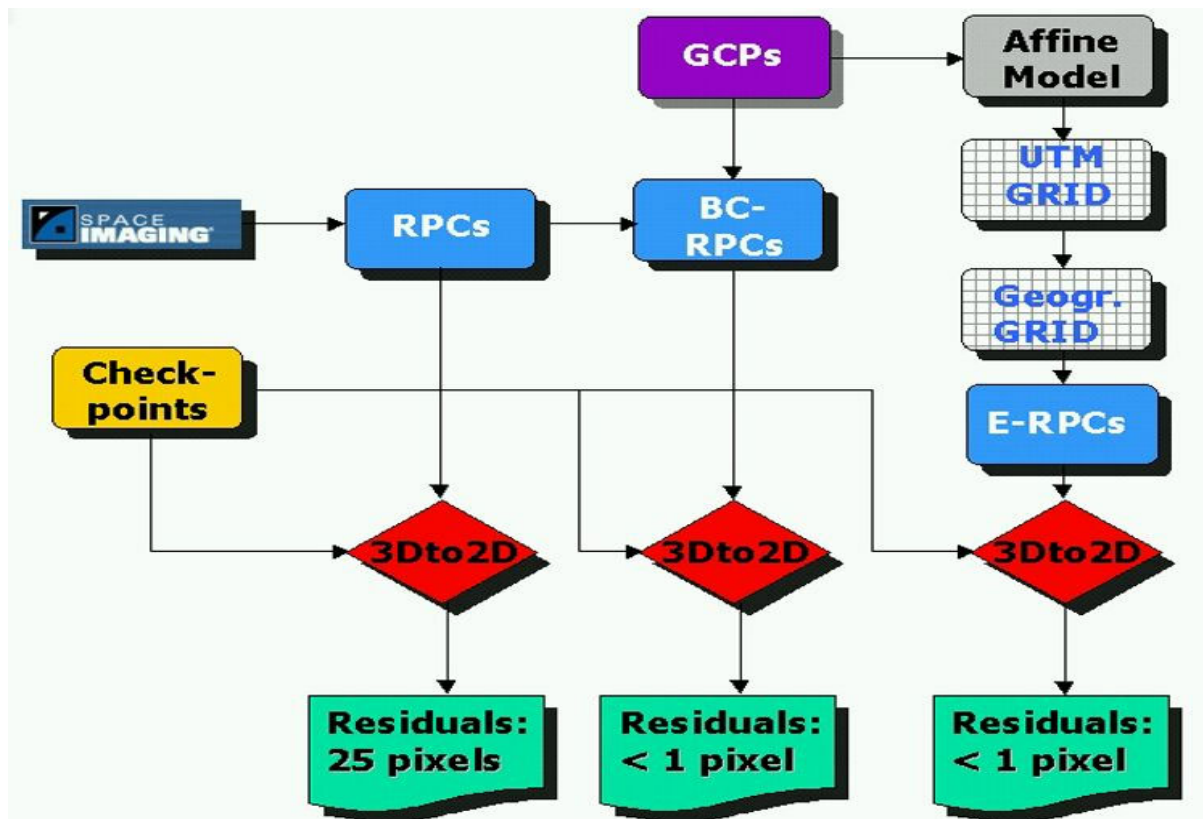 GCPs
Affine
Model
UTM
GRID
SPACE
IMAGING®
RPCs
BC-
RPCs
Geogr.
GRID
Check-
points
E-RPCs
3Dto2D
3Dto2D
3Dto2D
Residuals:
25 pixels
Residuals:
< 1 pixel
Residuals:
< 1 pixel